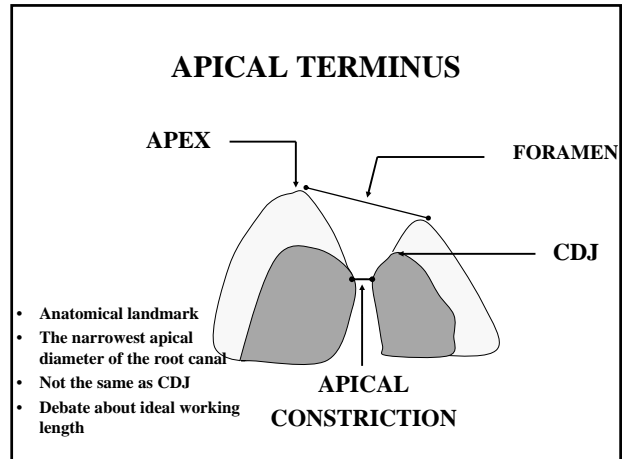 APICAL TERMINUS
APEX
FORAMEN
CDJ
• Anatomical landmark
• The narrowest apical
diameter of the root canal
• Not the same as CDJ
• Debate about ideal working
length
APICAL
CONSTRICTION